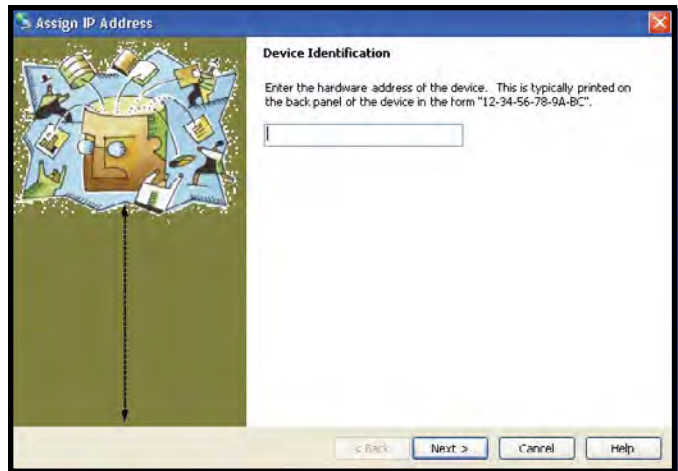 Assign IP Address
Device Identification
Enter the hardware address of the device. This is typically printed on
the back panel of the device in the form "12-34-56-78-9A-BC".
< Back
Next >
Cancel
Help